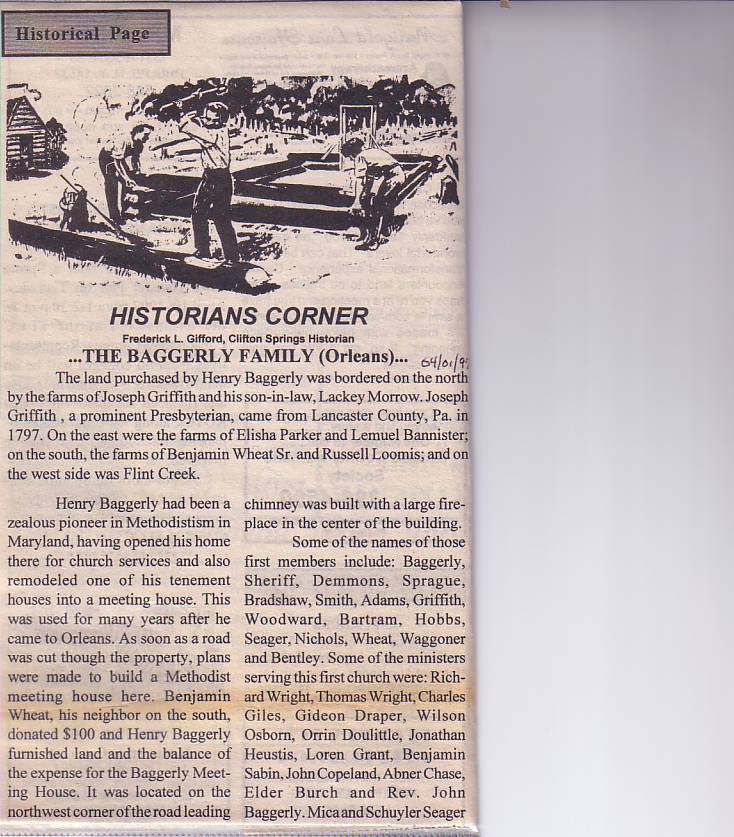 Historical Page
HISTORIANS CORNER
Frederick L. Gifford, Clifton Springs Historian
...THE BAGGERLY FAMILY (Orleans)...
The land purchased by Henry Baggerly was bordered on the north
by the farms of Joseph Griffith and his son-in-law, Lackey Morrow. Joseph
Griffith , a prominent Presbyterian, came from Lancaster County, Pa. in
1797. On the east were the farms of Elisha Parker and Lemuel Bannister;
on the south, the farms of Benjamin Wheat Sr. and Russell Loomis; and on
the west side was Flint Creek.
Henry Baggerly had been a
zealous pioneer in Methodistism in
Maryland, having opened his home
there for church services and also
remodeled one of his tenement
houses into a meeting house. This
was used for many years after he
came to Orleans. As soon as a road
was cut though the property, plans
were made to build a Methodist
meeting house here. Benjamin
Wheat, his neighbor on the south,
donated $100 and Henry Baggerly
furnished land and the balance of
the expense for the Baggerly Meet-
ing House. It was located on the
northwest corner of the road leading
chimney was built with a large fire-
place in the center of the building.
Some of the names of those
first members include: Baggerly,
Sheriff, Demmons, Sprague,
Bradshaw, Smith, Adams, Griffith,
Woodward, Bartram, Hobbs,
Seager, Nichols, Wheat, Waggoner
and Bentley. Some of the ministers
serving this first church were: Rich-
ard Wright, Thomas Wright, Charles
Giles, Gideon Draper, Wilson
Osborn, Orrin Doulittle, Jonathan
Heustis, Loren Grant, Benjamin
Sabin, John Copeland, Abner Chase,
Elder Burch and Rev. John
Baggerly. Mica and Schuyler Seager